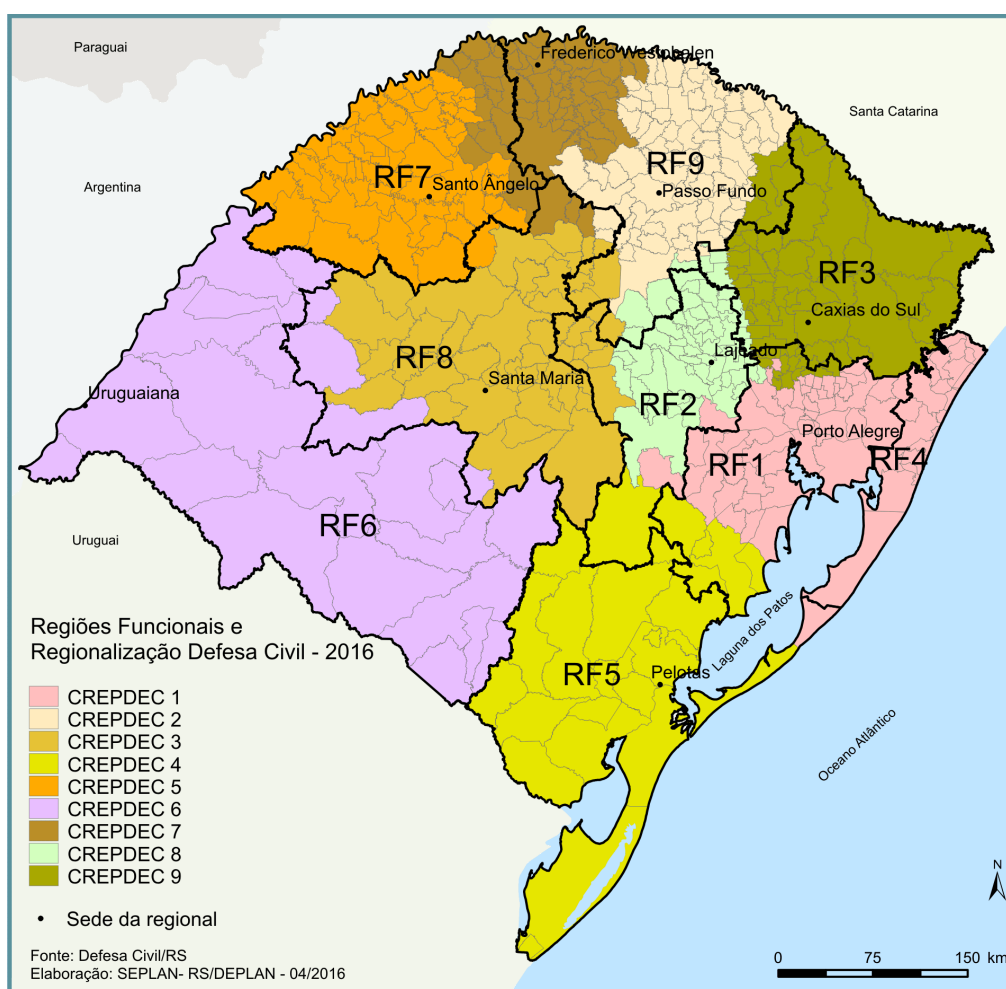 Paraguai
Frederico Westphalen
Santa Catarina
RF9
RF7
Santo Ângelo
Argentina
Passo Fundo
RF3
Caxias do Sul
RF8
Lajeado
Santa Maria
Uruguaiana
RF2
Porto Alegre
RF1
RF4
RF6
Uruguai
Laguna dos Patos
RF5
Pelotas
Oceano Atlântico
Regiões Funcionais e
Regionalização Defesa Civil - 2016
CREPDEC 1
CREPDEC 2
CREPDEC 3
CREPDEC 4
CREPDEC 5
CREPDEC 6
CREPDEC 7
CREPDEC 8
CREPDEC 9
Sede da regional
Fonte: Defesa Civil/RS
Elaboração: SEPLAN- RS/DEPLAN - 04/2016
N
0 75 150 km